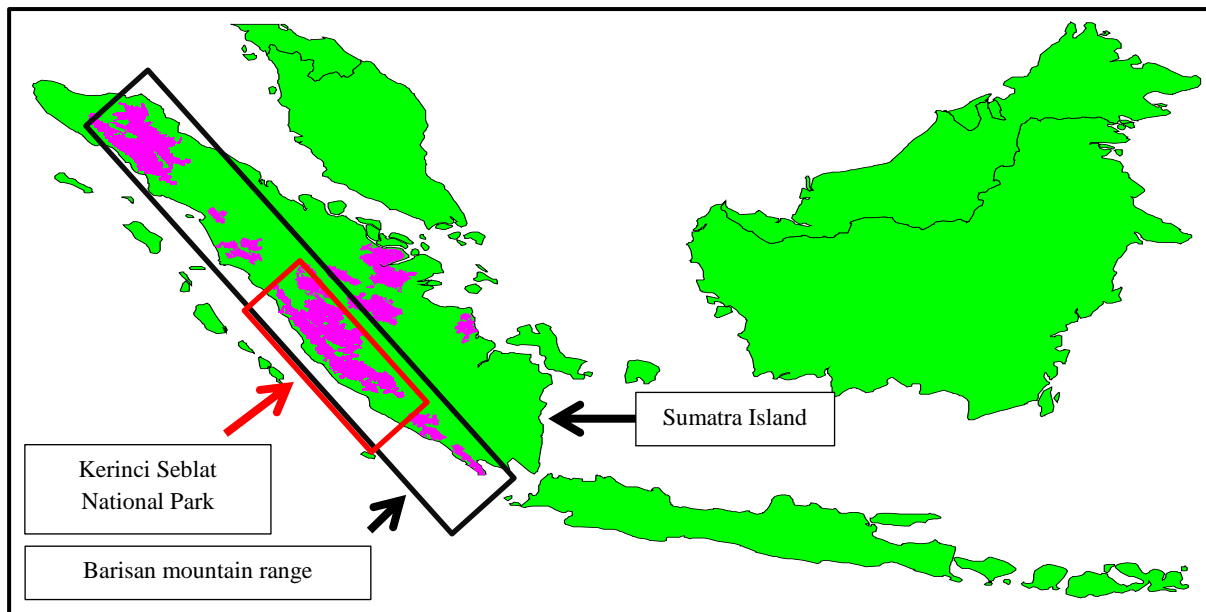 Sumatra Island
Kerinci Seblat
National Park
Barisan mountain range